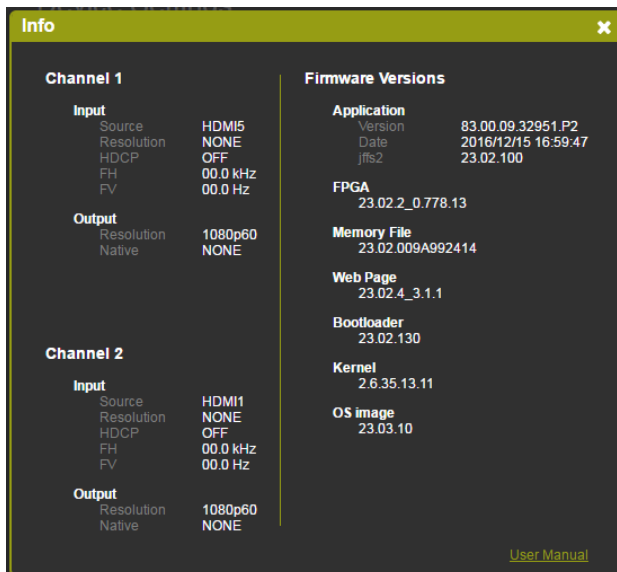 Info
Channel 1
Input
Source HDMI5
Resolution NONE
HDCP OFF
FH 00.0 kHz
FV 00.0 Hz
Output
Resolution 1080p60
Native NONE
Channel 2
Input
Source HDMI1
Resolution NONE
HDCP OFF
FH 00.0 kHz
FV 00.0 Hz
Output
Resolution 1080p60
Native NONE
Firmware Versions
Application
Version 83.00.09.32951.P2
Date 2016/12/15 16:59:47
jffs2 23.02.100
FPGA
23.02.2_0.778.13
Memory File
23.02.009A992414
Web Page
23.02.4_3.1.1
Bootloader
23.02.130
Kernel
2.6.35.13.11
OS image
23.03.10
User Manual